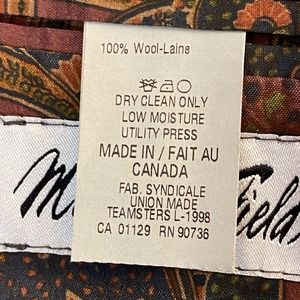 100% Wool-Laine
DRY CLEAN ONLY
LOW MOISTURE
UTILITY PRESS
MADE IN / FAIT AU
CANADA
FAB. SYNDICALE
UNION MADE
TEAMSTERS L-1998
CA 01129 RN 90736